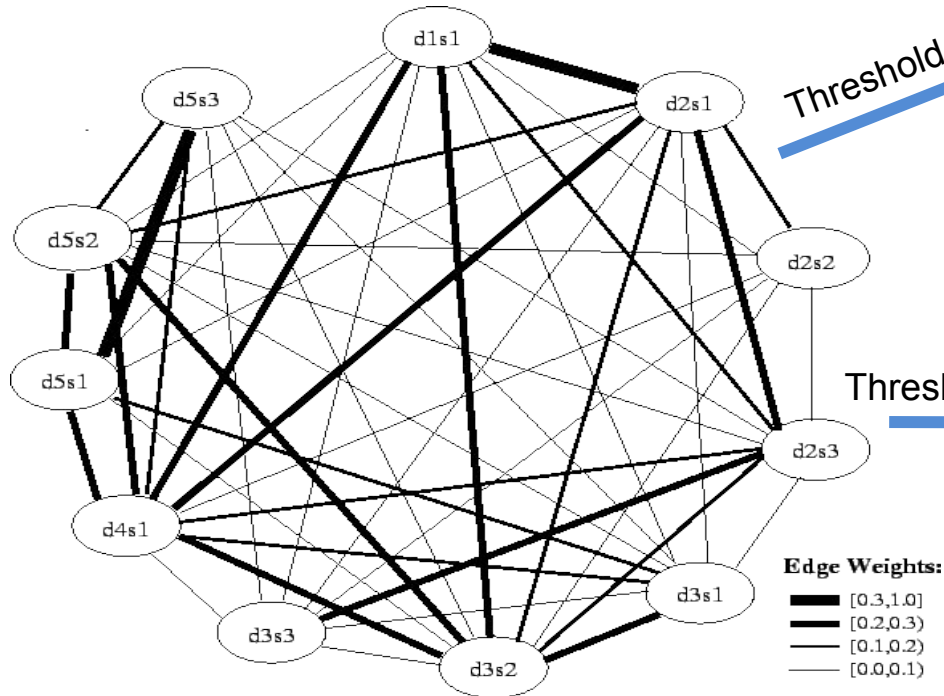 d1s1
d5s3
d2s1
Threshold
d5s2
d2s2
d5s1
Thresh
d2s3
d4s1
d3s1
d3s3
d3s2
Edge Weights:
[0.3,1.0]
[0.2,0.3)
[0.1,0.2)
[0.0,0.1)